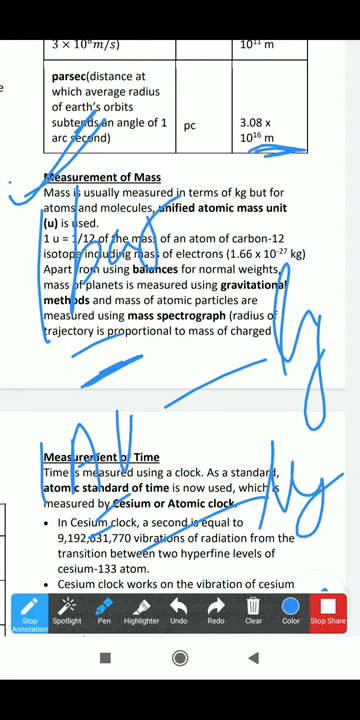 3 × 10⁸m/s)
10¹¹ m
parsec(distance at
which average radius
of earth's orbits
subtends an angle of 1
arc second)
pc
3.08 x
10¹⁶ m
Measurement of Mass
Mass is usually measured in terms of kg but for
atoms and molecules, unified atomic mass unit
(u) is used.
1 u = 1/12 of the mass of an atom of carbon-12
isotope including mass of electrons (1.66 x 10⁻²⁷ kg)
Apart from using balances for normal weights,
mass of planets is measured using gravitational
methods and mass of atomic particles are
measured using mass spectrograph (radius of
trajectory is proportional to mass of charged
Measurement of Time
Time is measured using a clock. As a standard,
atomic standard of time is now used, which is
measured by Cesium or Atomic clock.
• In Cesium clock, a second is equal to
9,192,631,770 vibrations of radiation from the
transition between two hyperfine levels of
cesium-133 atom.
• Cesium clock works on the vibration of cesium
1 AU
Stop
Annotation
Spotlight
Pen
Highlighter
Undo
Redo
Clear
Color
Stop Share